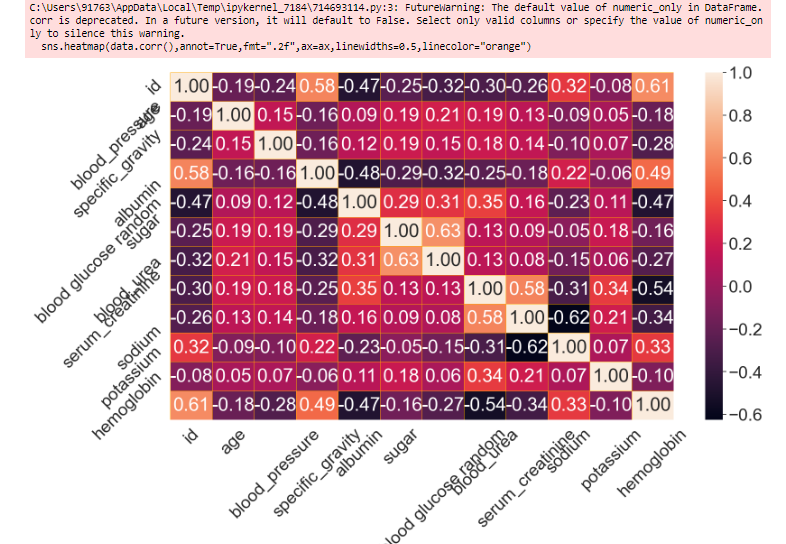 C:\Users\91763\AppData\Local\Temp\ipykernel_7184\714693114.py:3: FutureWarning: The default value of numeric_only in DataFrame.
corr is deprecated. In a future version, it will default to False. Select only valid columns or specify the value of numeric_on
ly to silence this warning.
sns.heatmap(data.corr(),annot=True,fmt=".2f",ax=ax,linewidths=0.5,linecolor="orange")
id 1.00 -0.19 -0.24 0.58 -0.47 -0.25 -0.32 -0.30 -0.26 0.32 -0.08 0.61
age -0.19 1.00 0.15 -0.16 0.09 0.19 0.21 0.19 0.13 -0.09 0.05 -0.18
blood_pressure -0.24 0.15 1.00 -0.16 0.12 0.19 0.15 0.18 0.14 -0.10 0.07 -0.28
specific_gravity 0.58 -0.16 -0.16 1.00 -0.48 -0.29 -0.32 -0.25 -0.18 0.22 -0.06 0.49
albumin -0.47 0.09 0.12 -0.48 1.00 0.29 0.31 0.35 0.16 -0.23 0.11 -0.47
sugar -0.25 0.19 0.19 -0.29 0.29 1.00 0.63 0.13 0.09 -0.05 0.18 -0.16
blood glucose random -0.32 0.21 0.15 -0.32 0.31 0.63 1.00 0.13 0.08 -0.15 0.06 -0.27
blood_urea -0.30 0.19 0.18 -0.25 0.35 0.13 0.13 1.00 0.58 -0.31 0.34 -0.54
serum_creatinine -0.26 0.13 0.14 -0.18 0.16 0.09 0.08 0.58 1.00 -0.62 0.21 -0.34
sodium 0.32 -0.09 -0.10 0.22 -0.23 -0.05 -0.15 -0.31 -0.62 1.00 0.07 0.33
potassium -0.08 0.05 0.07 -0.06 0.11 0.18 0.06 0.34 0.21 0.07 1.00 -0.10
hemoglobin 0.61 -0.18 -0.28 0.49 -0.47 -0.16 -0.27 -0.54 -0.34 0.33 -0.10 1.00
id
age
blood_pressure
specific_gravity
albumin
sugar
lood glucose random
blood_urea
serum_creatinine
sodium
potassium
hemoglobin
1.0
0.8
0.6
0.4
0.2
0.0
−0.2
−0.4
−0.6